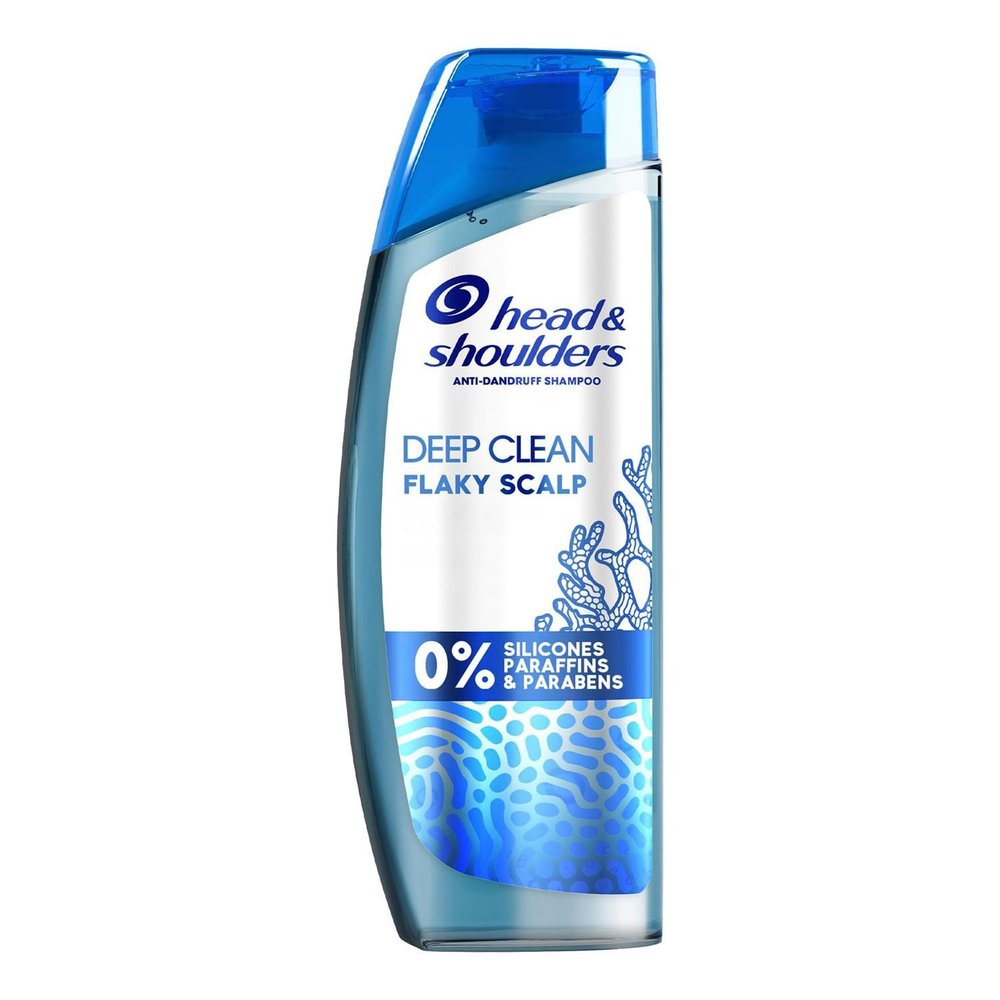 head &
shoulders
ANTI-DANDRUFF SHAMPOO
DEEP CLEAN
FLAKY SCALP
0% SILICONES
PARAFFINS
& PARABENS